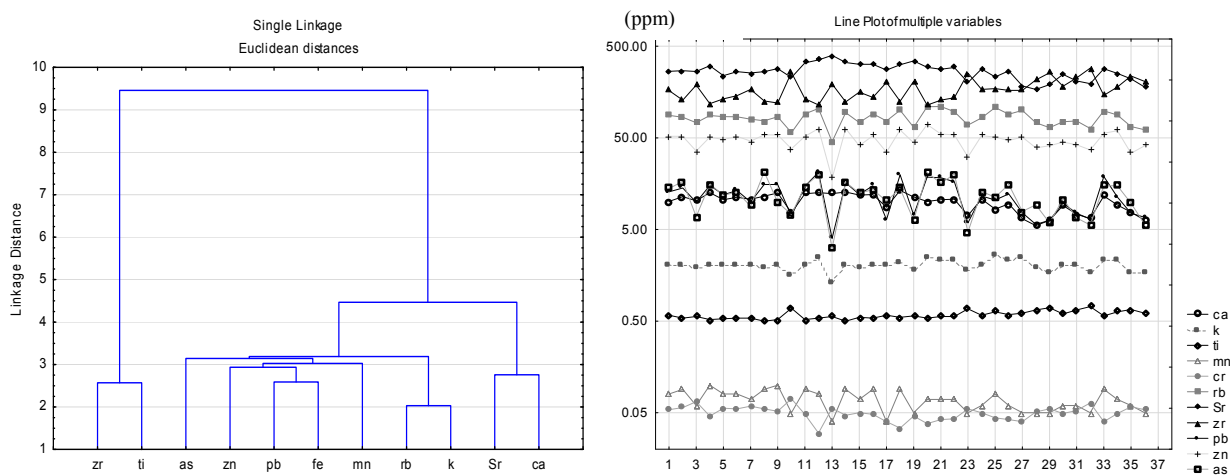 Single Linkage
Euclidean distances
Linkage Distance
10
9
8
7
6
5
4
3
2
1
zr ti as zn pb fe mn rb k Sr ca
(ppm)
Line Plotofmultiple variables
500.00
50.00
5.00
0.50
0.05
1 3 5 7 9 11 13 15 17 19 21 23 25 27 29 31 33 35 37
ca
k
ti
mn
cr
rb
Sr
zr
pb
zn
as